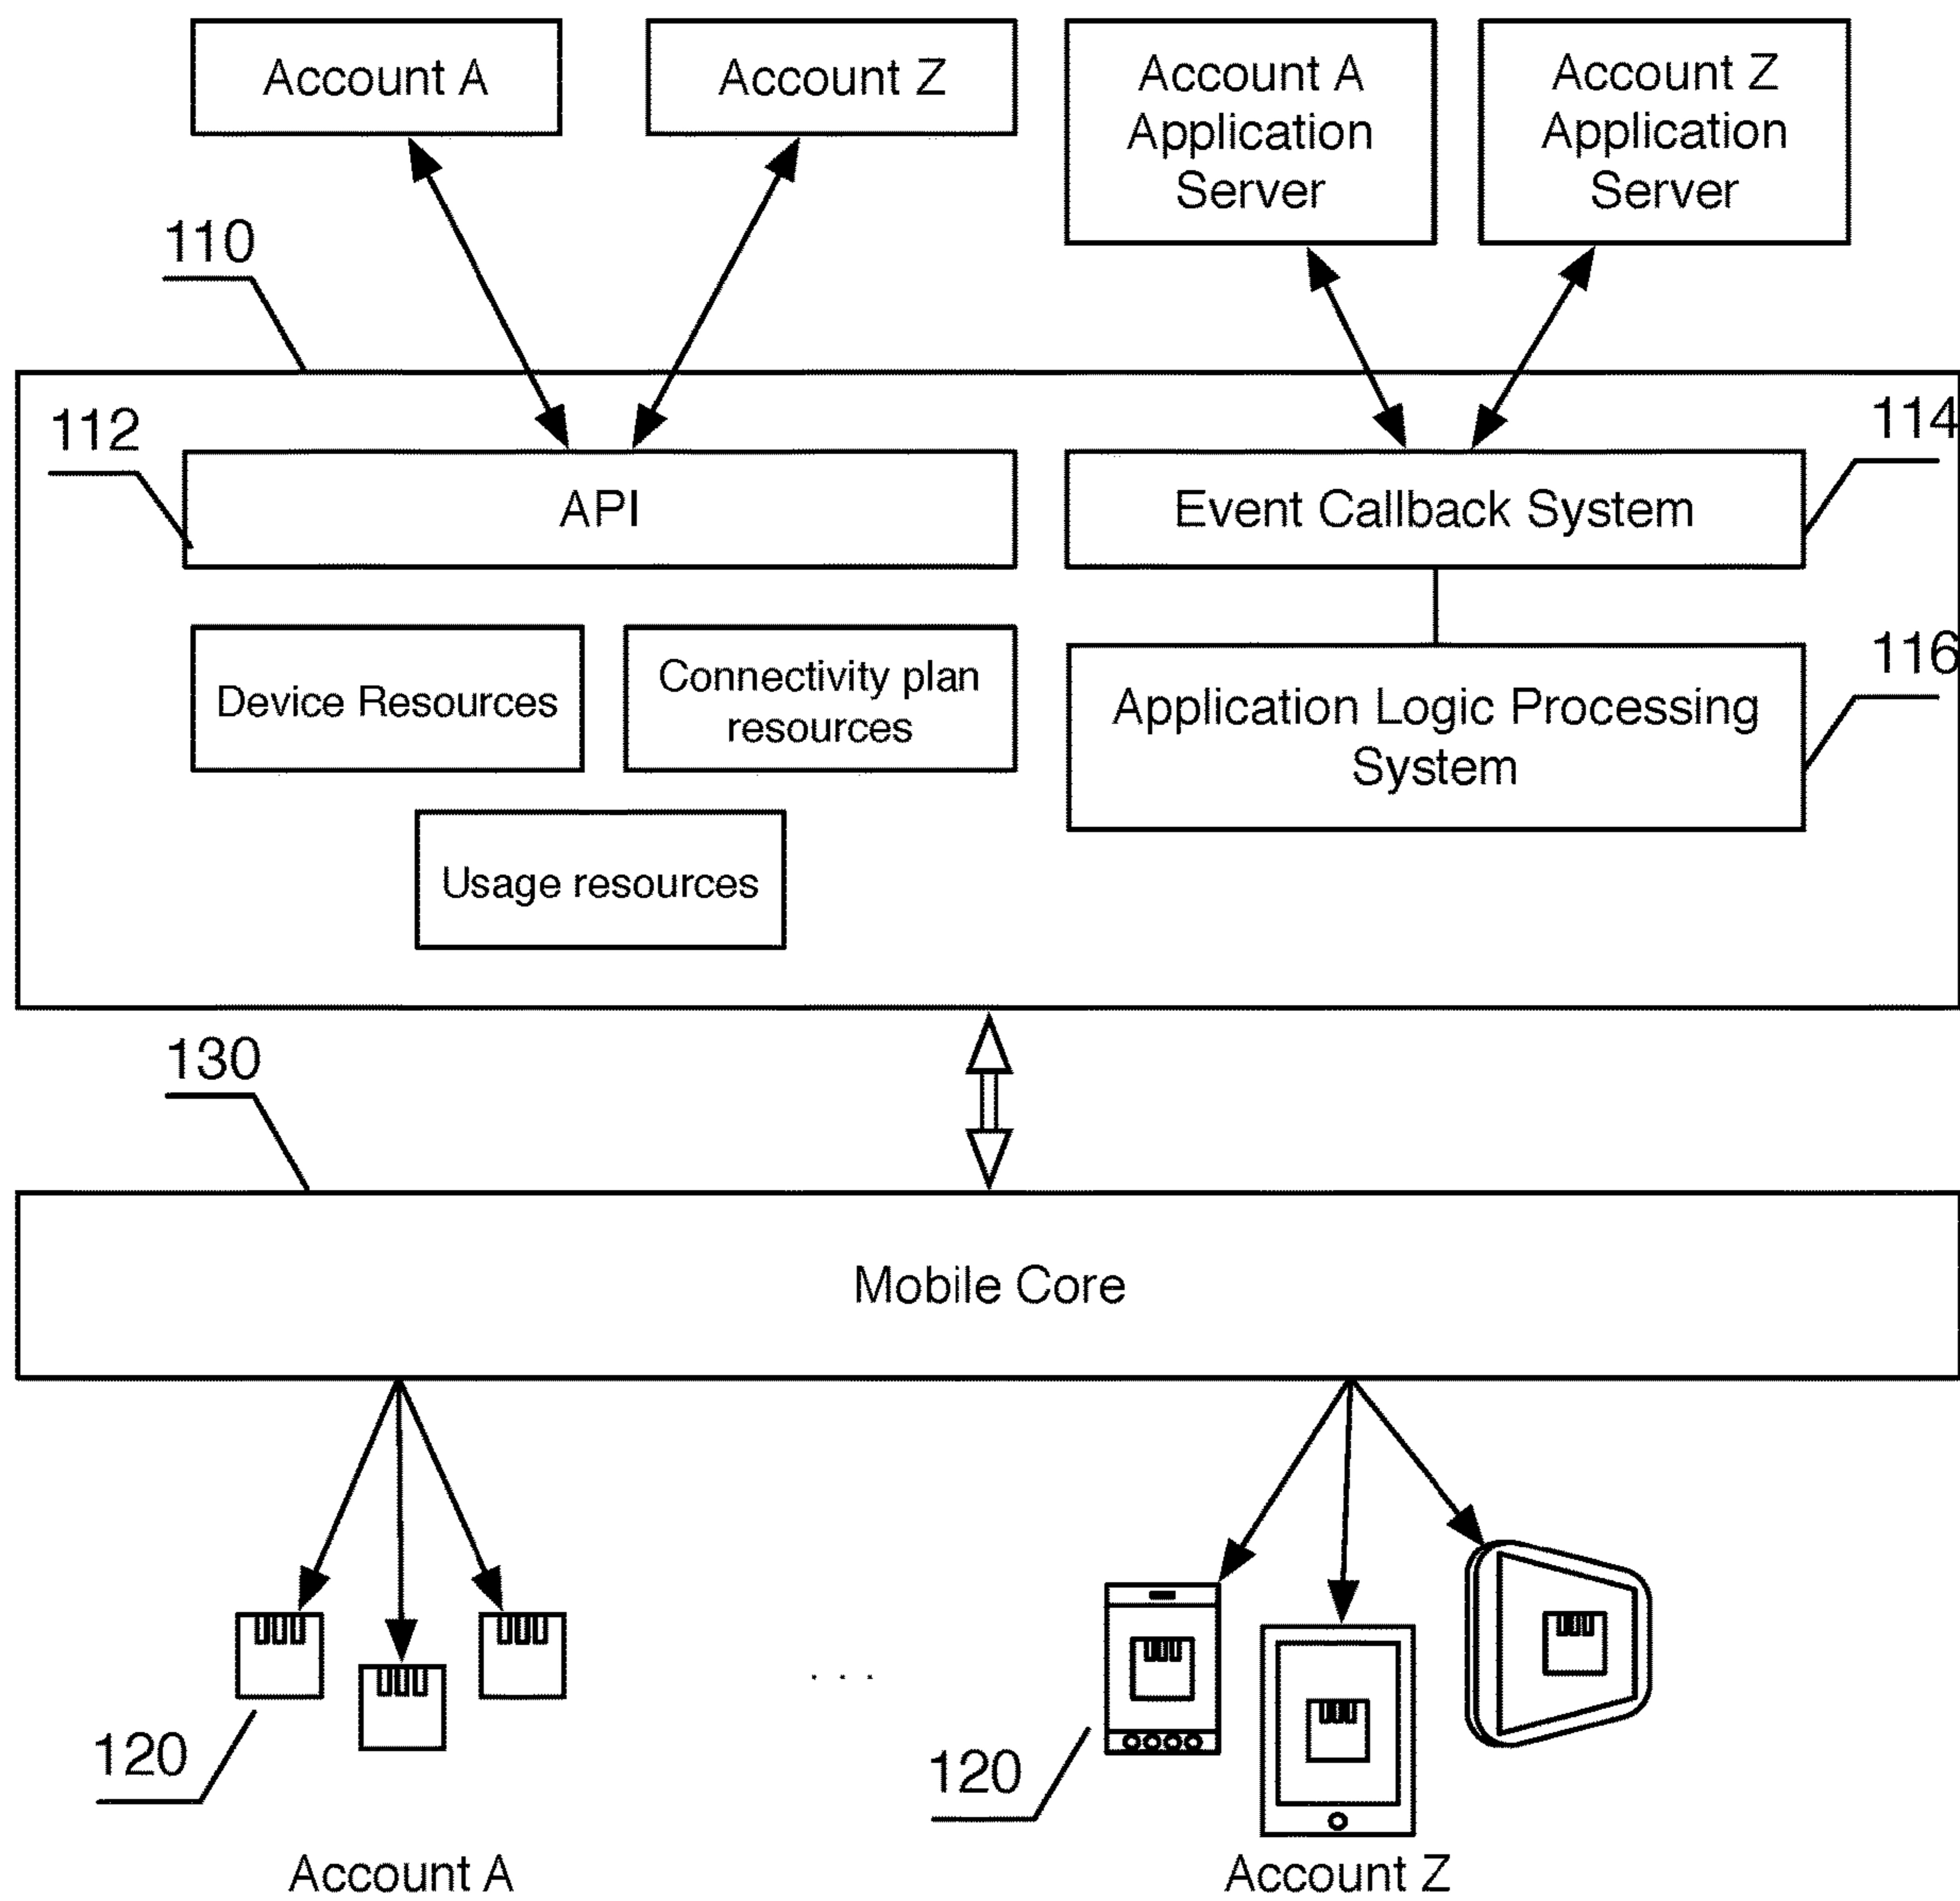 Account A
Account Z
Account A
Application
Server
Account Z
Application
Server
110
112
API
Event Callback System
114
Device Resources
Connectivity plan
resources
Application Logic Processing
System
116
Usage resources
130
Mobile Core
. . .
120
120
Account A
Account Z